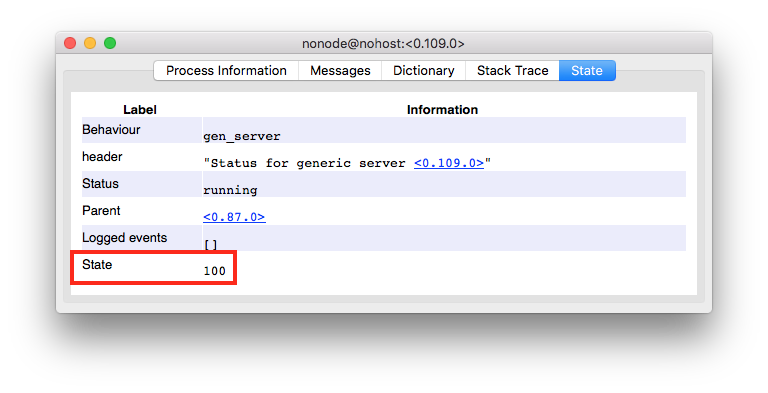 nonode@nohost:<0.109.0>
Process Information Messages Dictionary Stack Trace State
Label Information
Behaviour gen_server
header "Status for generic server <0.109.0>"
Status running
Parent <0.87.0>
Logged events []
State 100